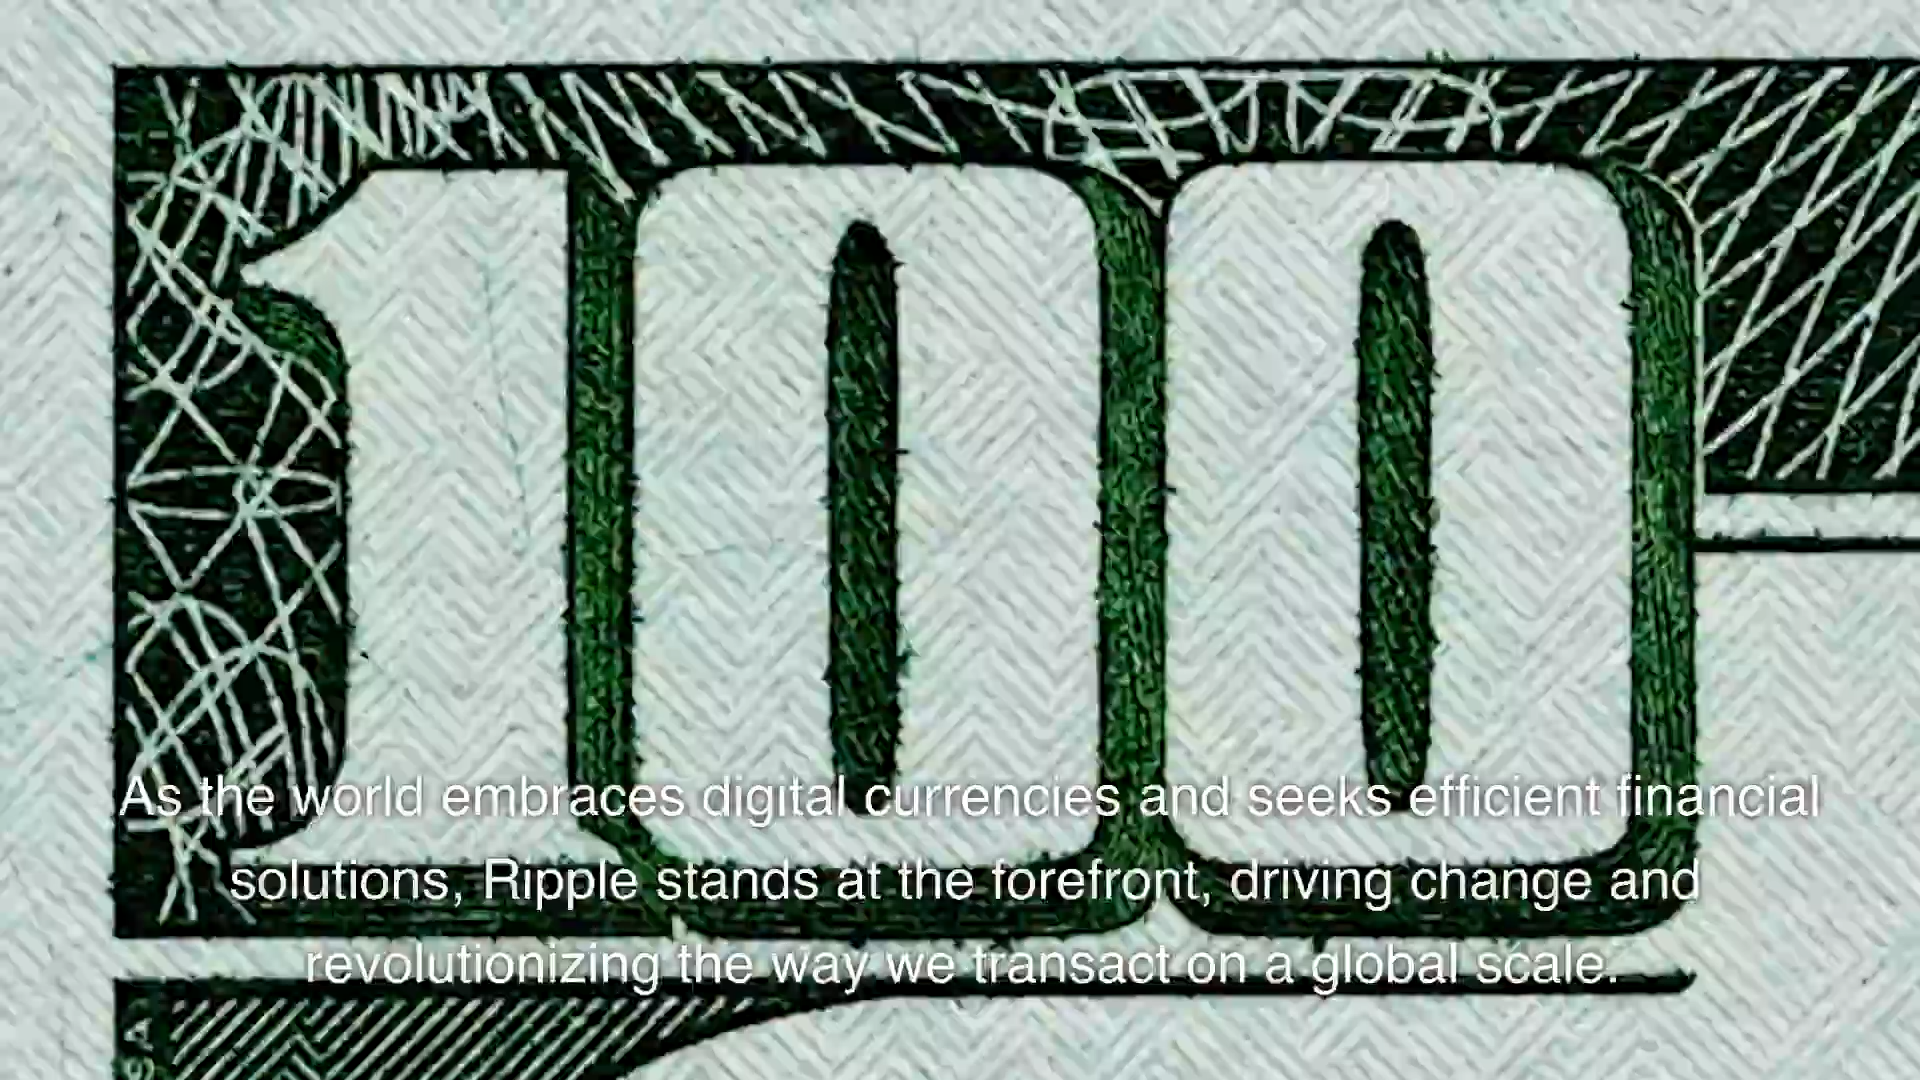 100
As the world embraces digital currencies and seeks efficient financial
solutions, Ripple stands at the forefront, driving change and
revolutionizing the way we transact on a global scale.